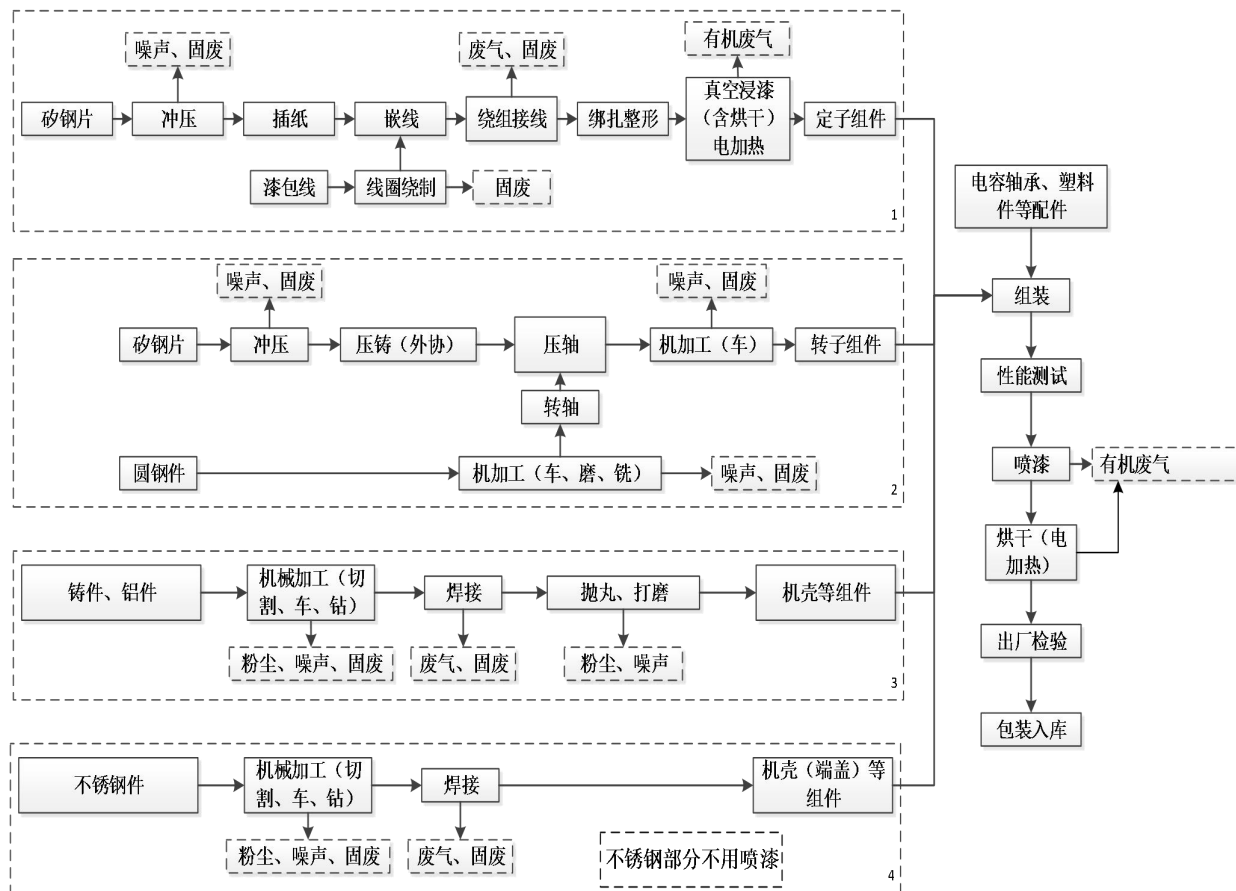 噪声、固废
废气、固废
有机废气
矽钢片
冲压
插纸
嵌线
绕组接线
绑扎整形
真空浸漆
（含烘干）
电加热
定子组件
漆包线
线圈绕制
固废
1
电容轴承、塑料
件等配件
组装
性能测试
喷漆
有机废气
烘干（电
加热）
出厂检验
包装入库
噪声、固废
噪声、固废
矽钢片
冲压
压铸（外协）
压轴
机加工（车）
转子组件
转轴
圆钢件
机加工（车、磨、铣）
噪声、固废
2
铸件、铝件
机械加工（切
割、车、钻）
焊接
抛丸、打磨
机壳等组件
粉尘、噪声、固废
废气、固废
粉尘、噪声
3
不锈钢件
机械加工（切
割、车、钻）
焊接
机壳（端盖）等
组件
粉尘、噪声、固废
废气、固废
不锈钢部分不用喷漆
4